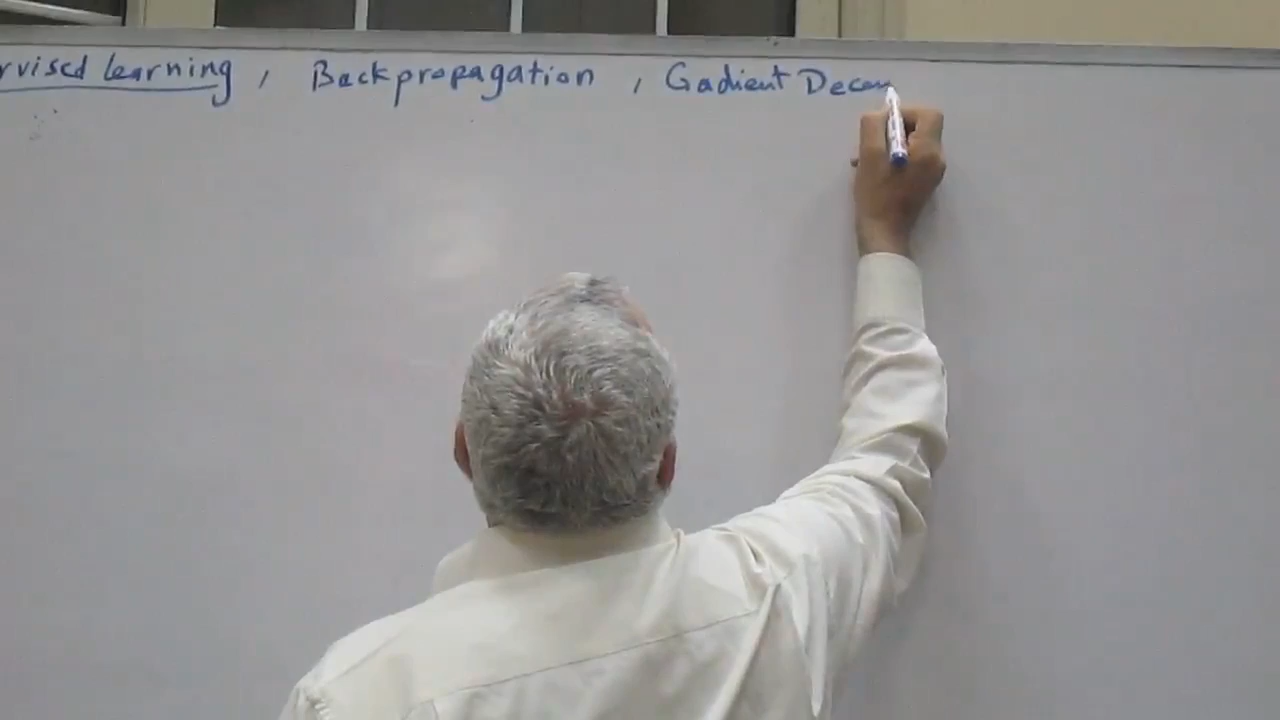 rvised learning , Backpropagation , Gadient Decen